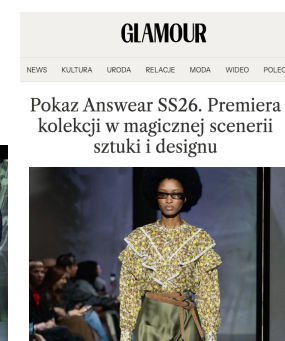 GLAMOUR
NEWS KULTURA URODA RELACJE MODA WIDEO
Pokaz Answear SS26. Premiera
kolekcji w magicznej scenerii
sztuki i designu